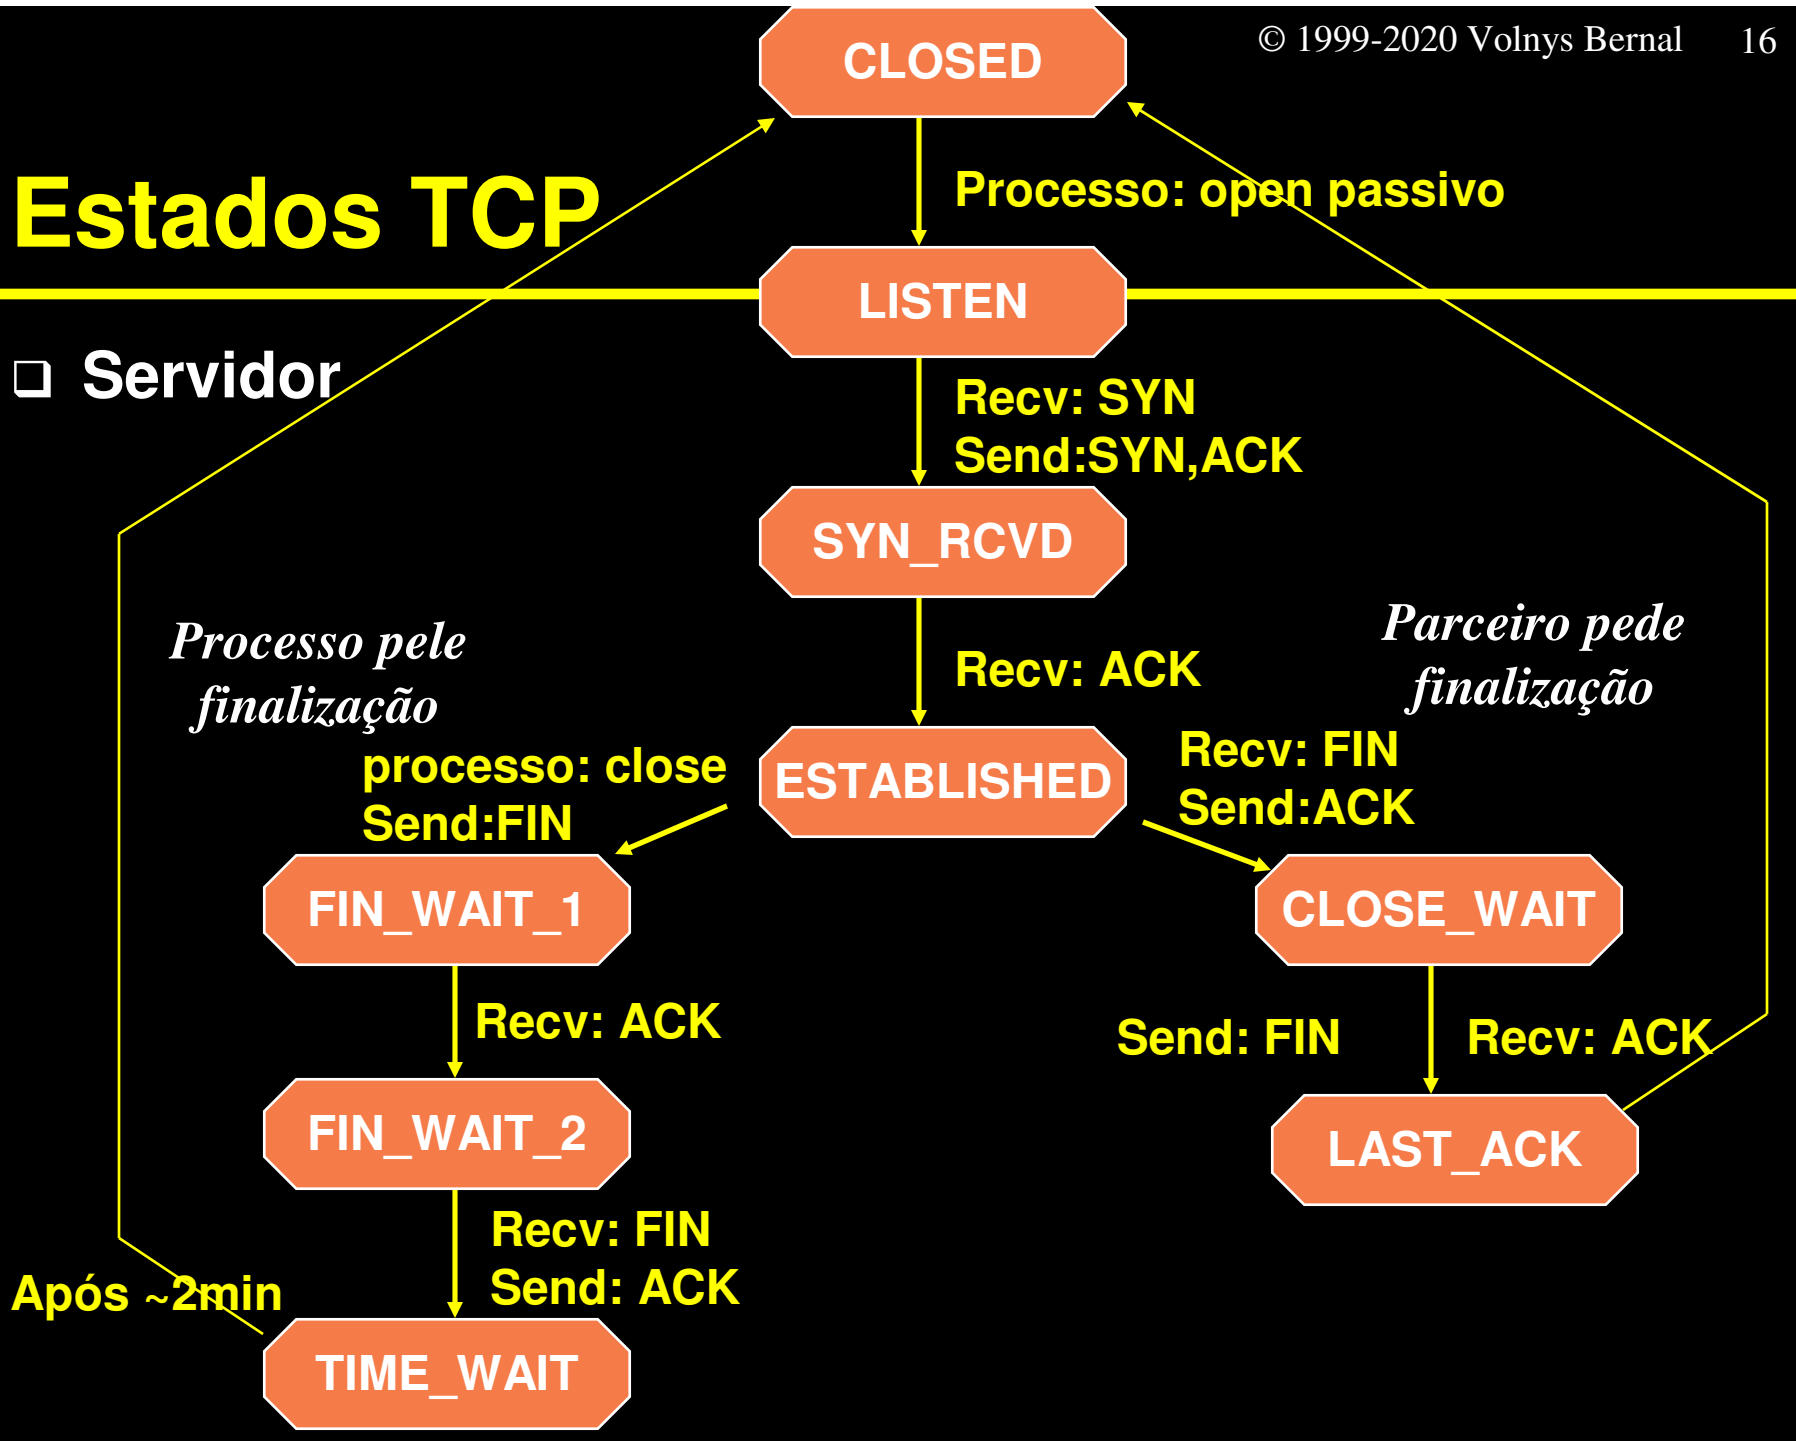 © 1999-2020 Volnys Bernal 16
CLOSED
Estados TCP
Processo: open passivo
LISTEN
❑ Servidor
Recv: SYN
Send:SYN,ACK
SYN_RCVD
Processo pele
finalização
Recv: ACK
Parceiro pede
finalização
processo: close
Send:FIN
ESTABLISHED
Recv: FIN
Send:ACK
FIN_WAIT_1
CLOSE_WAIT
Recv: ACK
Send: FIN
Recv: ACK
FIN_WAIT_2
LAST_ACK
Recv: FIN
Send: ACK
Após ~2min
TIME_WAIT